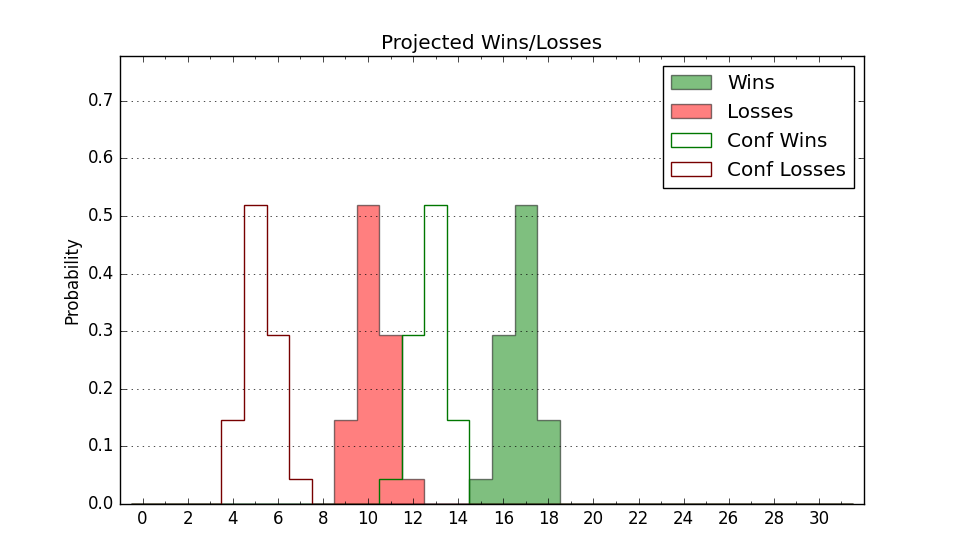 Projected Wins/Losses
Wins
Losses
Conf Wins
Conf Losses
Probability
0.7
0.6
0.5
0.4
0.3
0.2
0.1
0.0
0 2 4 6 8 10 12 14 16 18 20 22 24 26 28 30